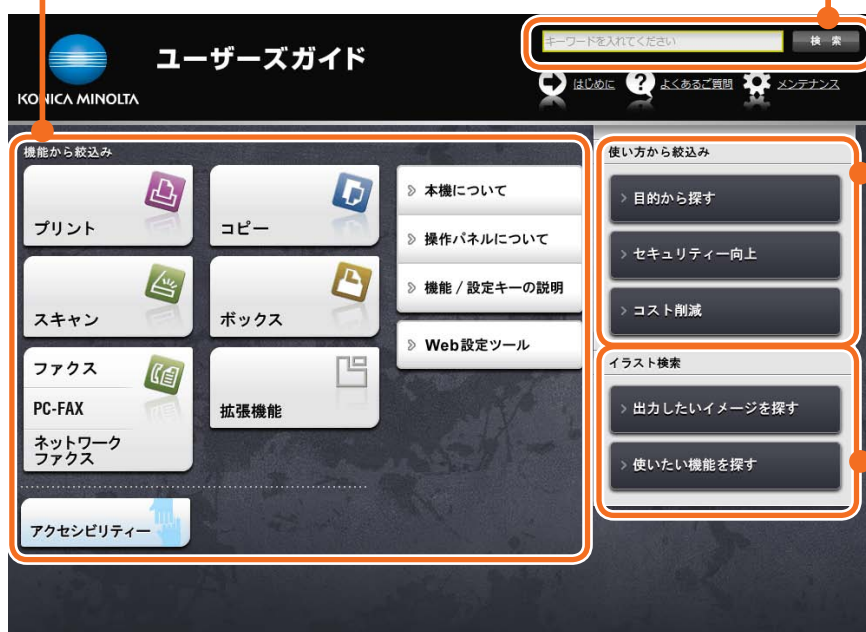 キーワードを入れてください
検 索
ユーザーズガイド
KONICA MINOLTA
はじめに
よくあるご質問
メンテナンス
機能から絞込み
プリント
コピー
スキャン
ボックス
ファクス
PC-FAX
ネットワーク
ファクス
拡張機能
アクセシビリティー
本機について
操作パネルについて
機能 / 設定キーの説明
Web設定ツール
使い方から絞込み
目的から探す
セキュリティー向上
コスト削減
イラスト検索
出力したいイメージを探す
使いたい機能を探す